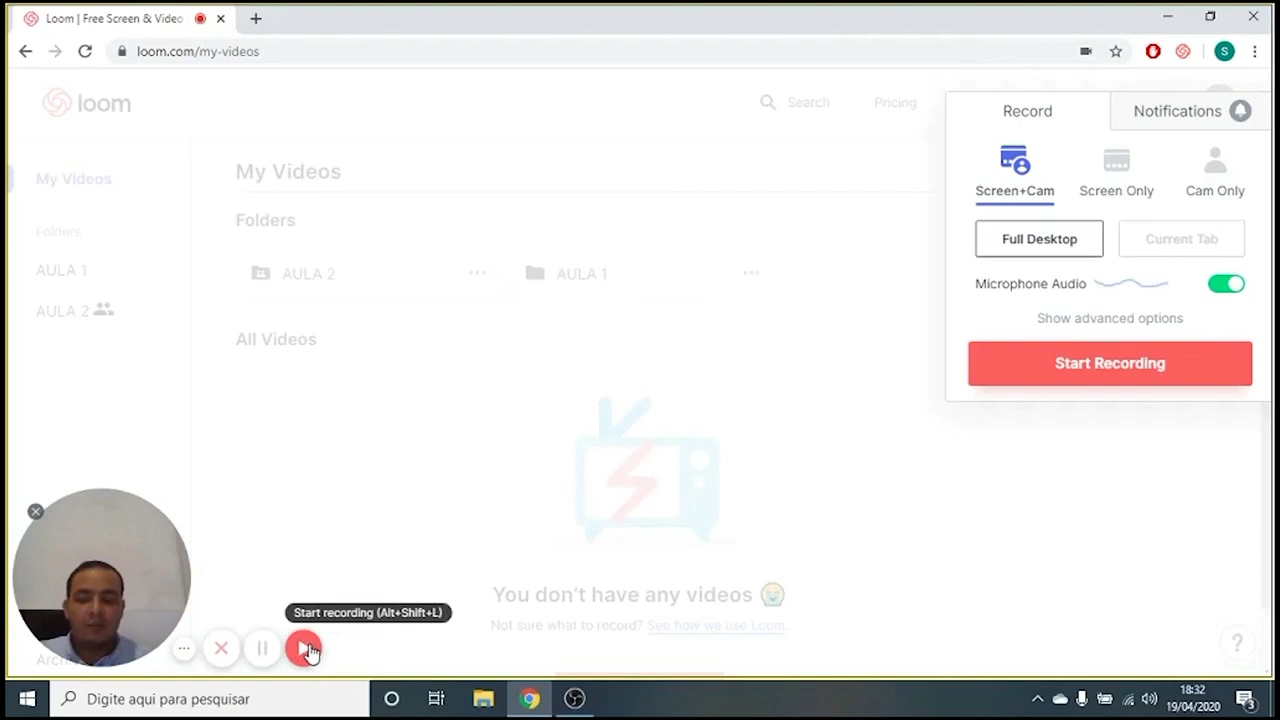 Loom | Free Screen & Video
loom.com/my-videos
S
loom
Search
Pricing
Record
Notifications
My Videos
My Videos
Screen+Cam
Screen Only
Cam Only
Folders
Folders
Full Desktop
Current Tab
AULA 1
AULA 2
AULA 1
Microphone Audio
AULA 2
Show advanced options
All Videos
Start Recording
You don't have any videos
Start recording (Alt+Shift+L)
Not sure what to record? See how we use Loom.
?
Digite aqui para pesquisar
18:32
19/04/2020
3